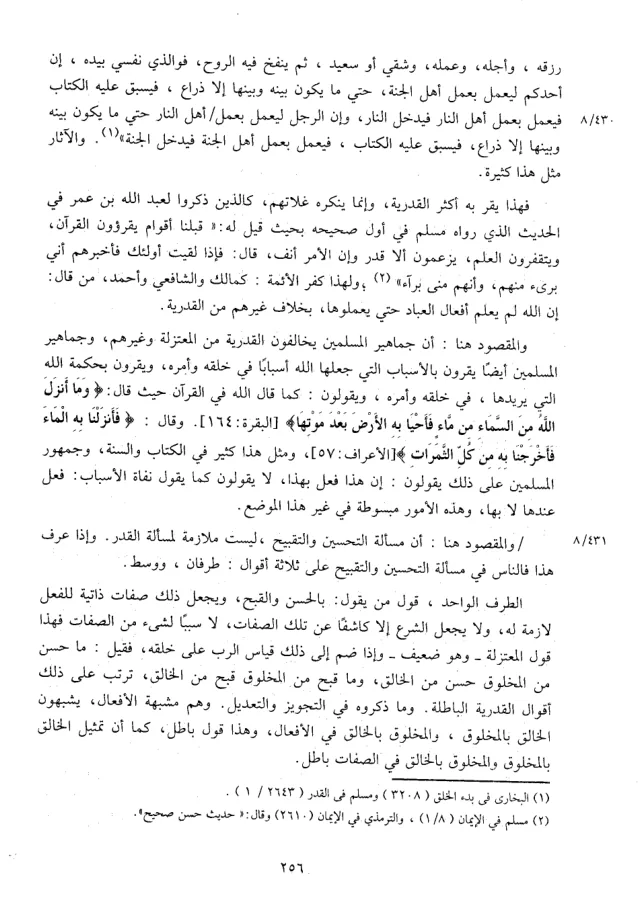 رزقه ، وأجله، وعمله، وشقي أو سعيد ، ثم ينفخ فيه الروح، فوالذي نفسي بيده ، إن
أحدكم ليعمل بعمل أهل الجنة، حتي ما يكون بينه وبينها إلا ذراع ، فيسبق عليه الكتاب
فيعمل بعمل أهل النار فيدخل النار، وإن الرجل ليعمل بعمل/ أهل النار حتي ما يكون بينه
٨/٤٣٠
وبينها إلا ذراع، فيسبق عليه الكتاب ، فيعمل بعمل أهل الجنة فيدخل الجنة»(١). والآثار
مثل هذا كثيرة.
فهذا يقر به أكثر القدرية، وإنما ينكره غلاتهم، كالذين ذكروا لعبد الله بن عمر في
الحديث الذي رواه مسلم في أول صحيحه بحيث قيل له:« قبلنا أقوام يقرؤون القرآن،
ويتقفرون العلم، يزعمون ألا قدر وإن الأمر أنف، قال: فإذا لقيت أولئك فأخبرهم أني
برىء منهم، وأنهم منى برآء» (٢) ؛ولهذا كفر الأئمة : كمالك والشافعي وأحمد، من قال:
إن الله لم يعلم أفعال العباد حتي يعملوها، بخلاف غيرهم من القدرية.
والمقصود هنا : أن جماهير المسلمين يخالفون القدرية من المعتزلة وغيرهم، وجماهير
المسلمين أيضًا يقرون بالأسباب التي جعلها الله أسبابًا في خلقه وأمره، ويقرون بحكمة الله
التي يريدها ، في خلقه وأمره ، ويقولون : كما قال الله في القرآن حيث قال:﴿ وَمَا أَنزَلَ
اللَّهُ مِنَ السَّمَاءِ مِن مَّاءٍ فَأَحْيَا بِهِ الأَرْضَ بَعْدَ مَوْتِهَا﴾ [البقرة:١٦٤]. وقال : ﴿ فَأَنزَلْنَا بِهِ الْمَاءَ
فَأَخْرَجْنَا بِهِ مِن كُلِّ الثَّمَرَاتِ ﴾[الأعراف:٥٧]، ومثل هذا كثير في الكتاب والسنة، وجمهور
المسلمين على ذلك يقولون : إن هذا فعل بهذا، لا يقولون كما يقول نفاة الأسباب: فعل
عندها لا بها، وهذه الأمور مبسوطة في غير هذا الموضع.
/ والمقصود هنا : أن مسألة التحسين والتقبيح ،ليست ملازمة لمسألة القدر. وإذا عرف
٨/٤٣١
هذا فالناس في مسألة التحسين والتقبيح على ثلاثة أقوال : طرفان ، ووسط.
الطرف الواحد ، قول من يقول: بالحسن والقبح، ويجعل ذلك صفات ذاتية للفعل
لازمة له، ولا يجعل الشرع إلا كاشفًا عن تلك الصفات، لا سببًا لشىء من الصفات فهذا
قول المعتزلة ـ وهو ضعيف ـ وإذا ضم إلى ذلك قياس الرب على خلقه، فقيل : ما حسن
من المخلوق حسن من الخالق، وما قبح من المخلوق قبح من الخالق، ترتب على ذلك
أقوال القدرية الباطلة. وما ذكروه في التجويز والتعديل. وهم مشبهة الأفعال، يشبهون
الخالق بالمخلوق ، والمخلوق بالخالق في الأفعال، وهذا قول باطل، كما أن تمثيل الخالق
بالمخلوق والمخلوق بالخالق في الصفات باطل.
(١) البخارى فى بدء الخلق ( ٣٢٠٨ ) ومسلم فى القدر ( ٢٦٤٣ / ١ ) .
(٢) مسلم في الإيمان ( ٨/ ١) ، والترمذي في الإيمان (٢٦١٠) وقال:« حديث حسن صحيح».
٢٥٦